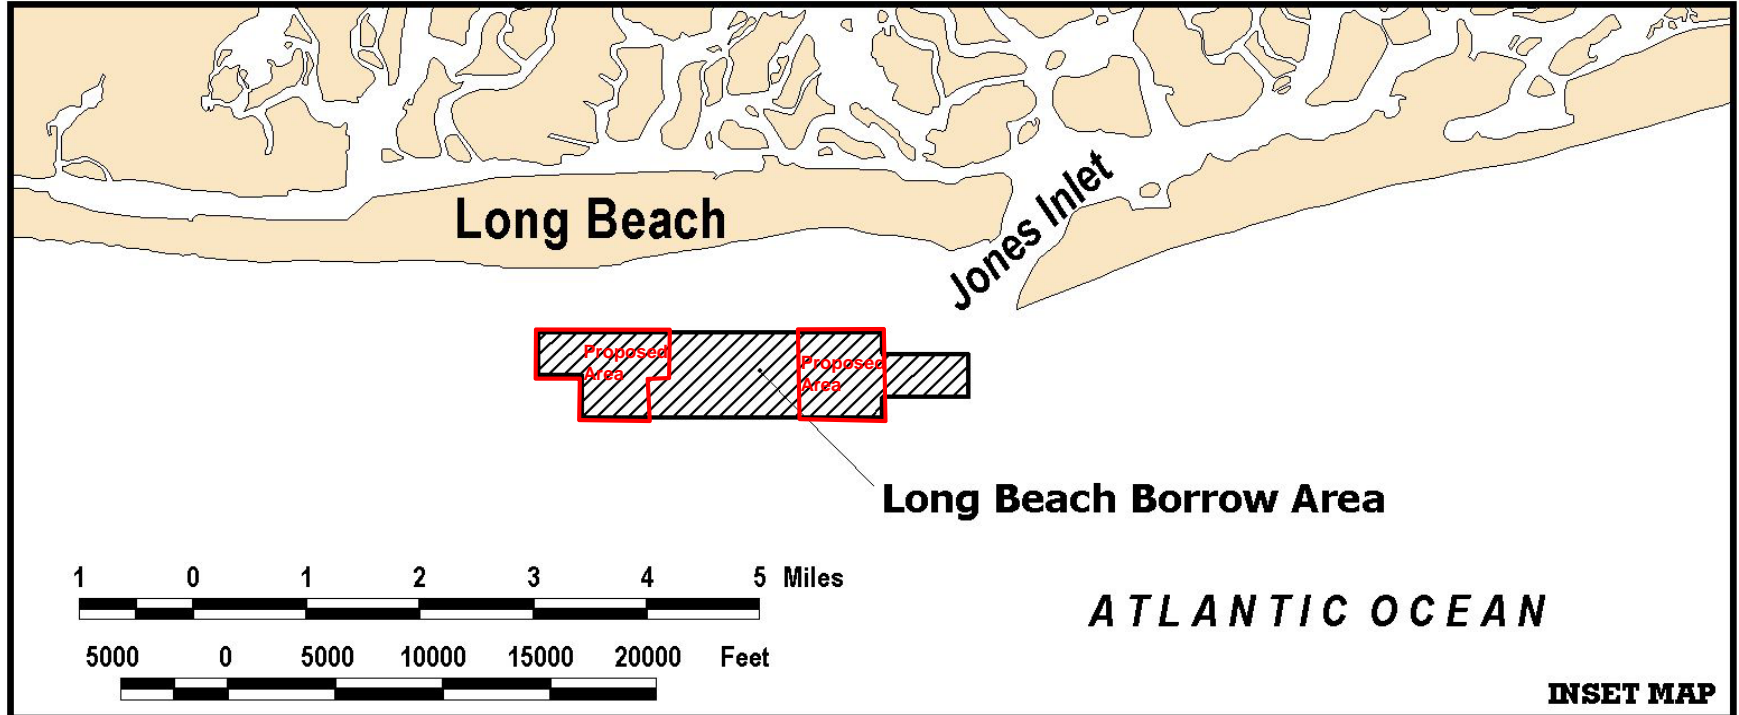 Long Beach
Jones Inlet
Proposed
Area
Proposed
Area
Long Beach Borrow Area
1 0 1 2 3 4 5 Miles
ATLANTIC OCEAN
5000 0 5000 10000 15000 20000 Feet
INSET MAP